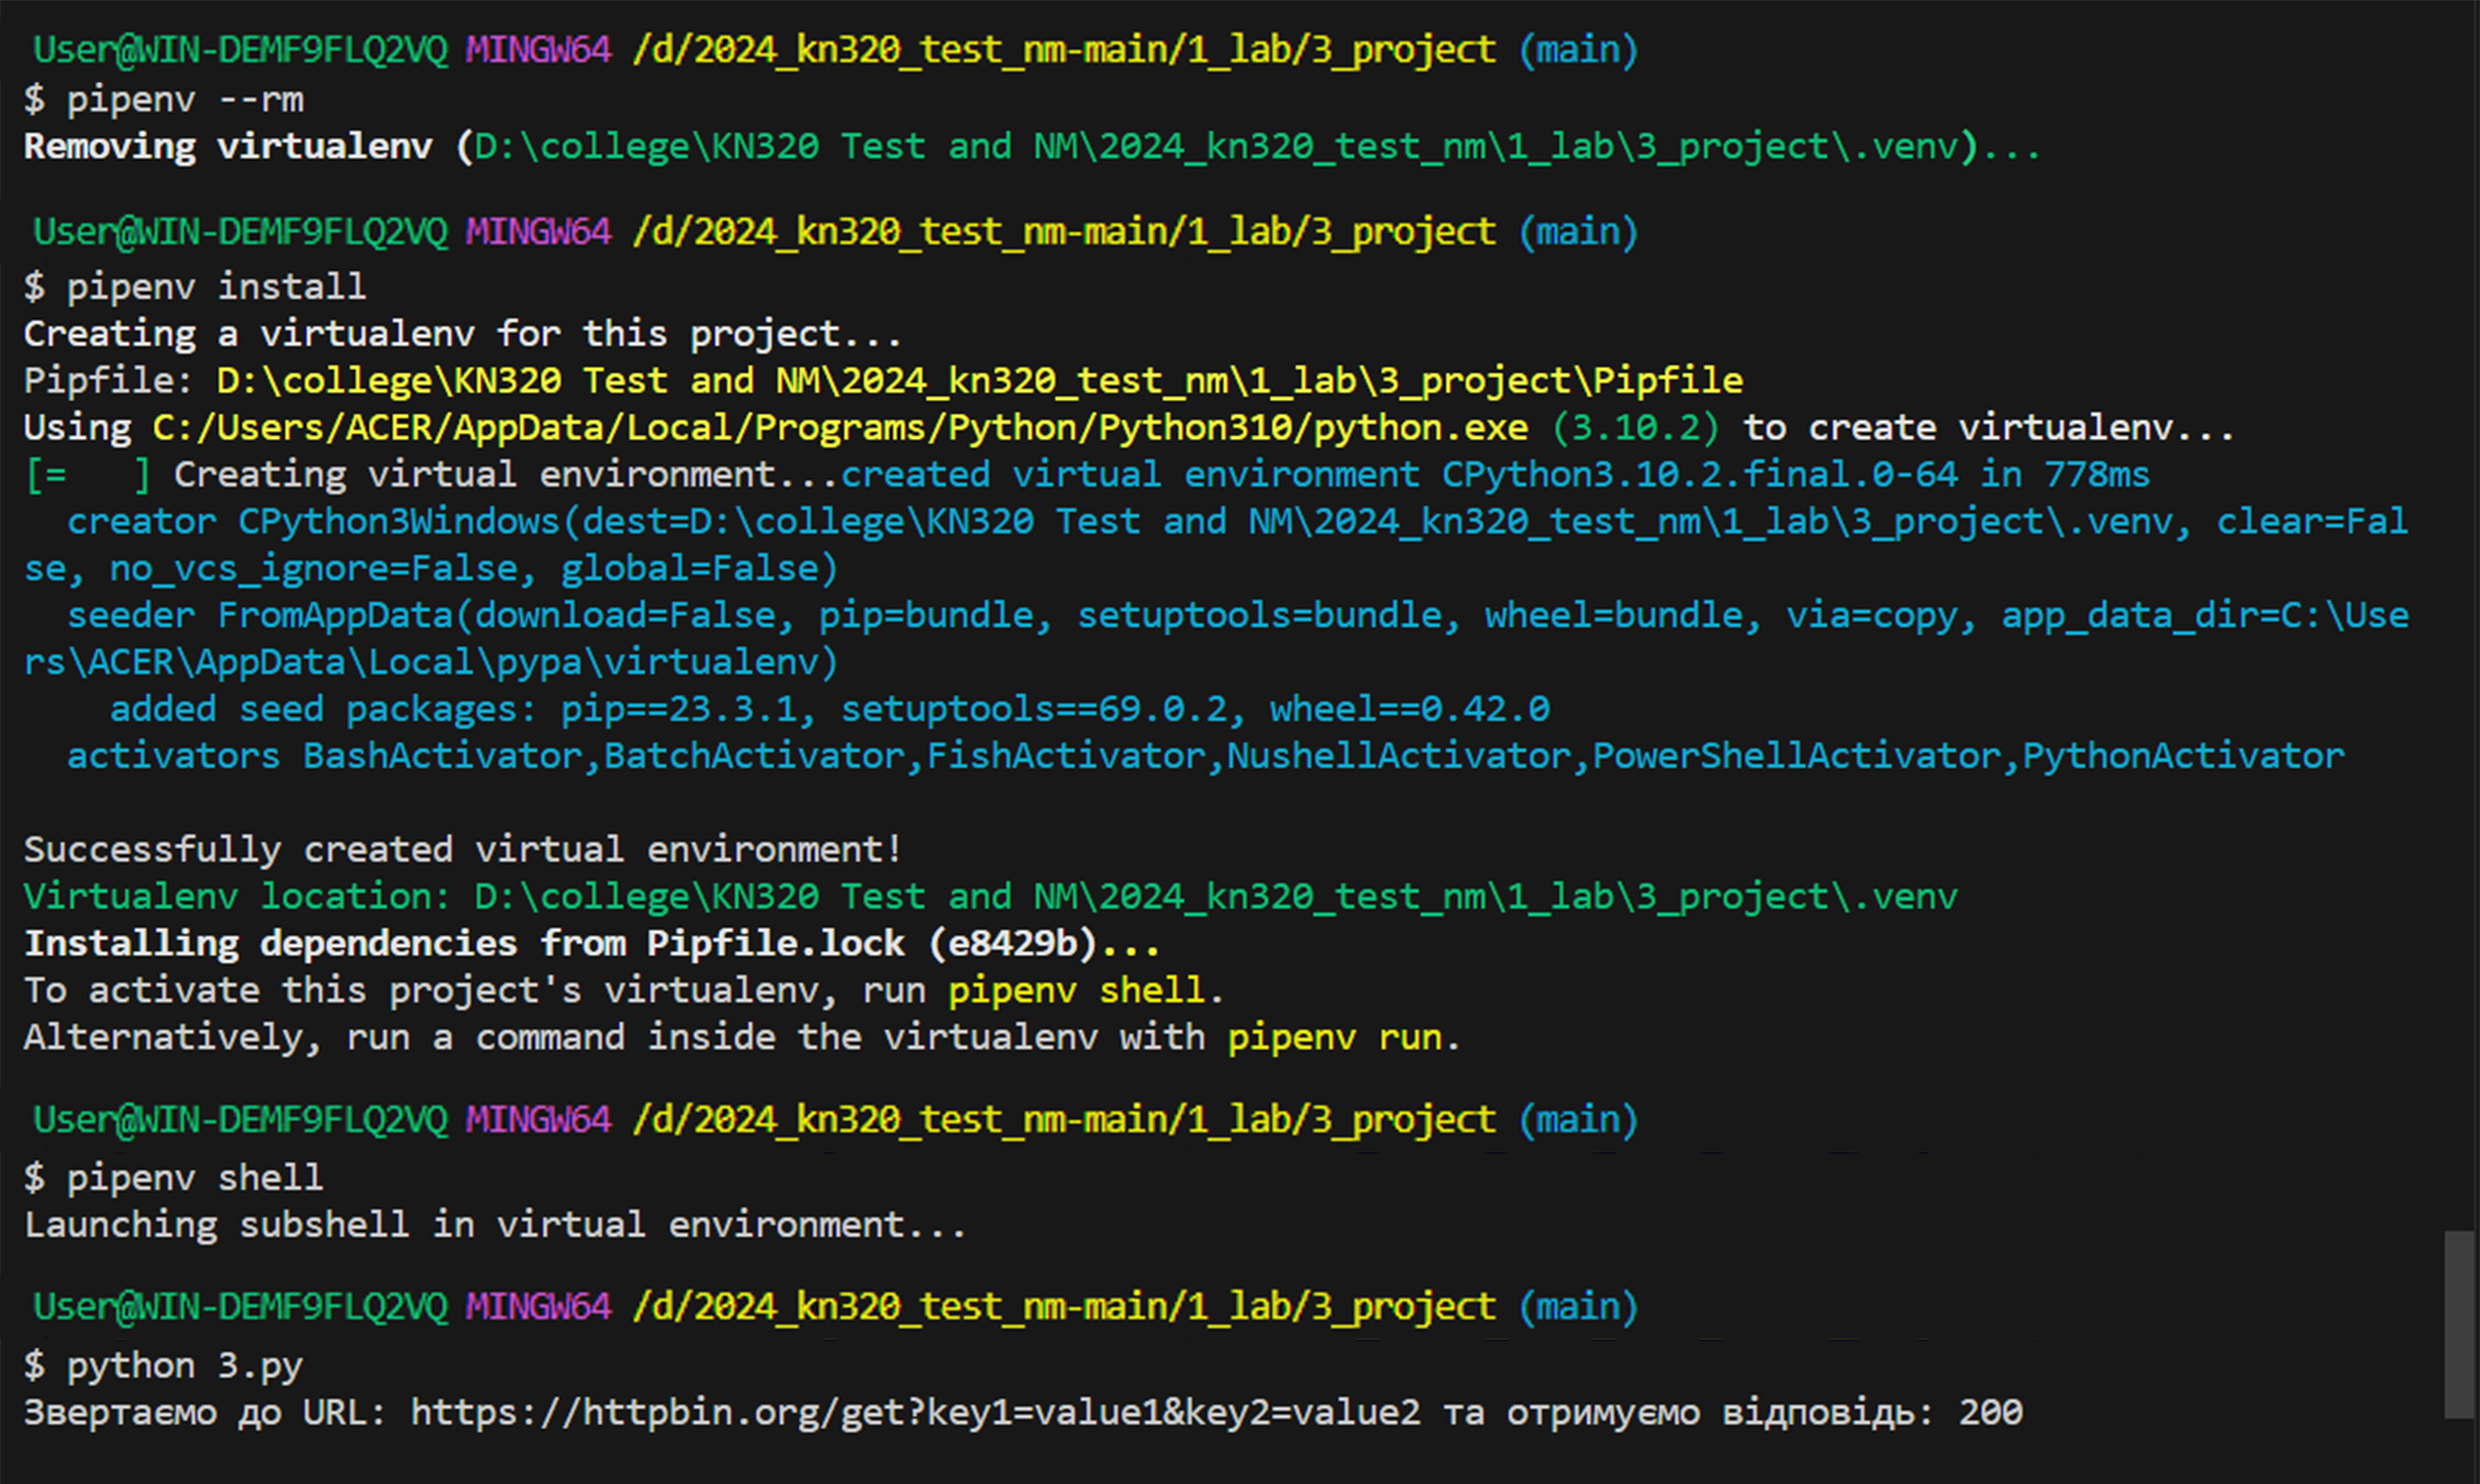 User@WIN-DEMF9FLQ2VQ MINGW64 /d/2024_kn320_test_nm-main/1_lab/3_project (main)
$ pipenv --rm
Removing virtualenv (D:\college\KN320 Test and NM\2024_kn320_test_nm\1_lab\3_project\.venv)...
User@WIN-DEMF9FLQ2VQ MINGW64 /d/2024_kn320_test_nm-main/1_lab/3_project (main)
$ pipenv install
Creating a virtualenv for this project...
Pipfile: D:\college\KN320 Test and NM\2024_kn320_test_nm\1_lab\3_project\Pipfile
Using C:/Users/ACER/AppData/Local/Programs/Python/Python310/python.exe (3.10.2) to create virtualenv...
[=   ] Creating virtual environment...created virtual environment CPython3.10.2.final.0-64 in 778ms
  creator CPython3Windows(dest=D:\college\KN320 Test and NM\2024_kn320_test_nm\1_lab\3_project\.venv, clear=Fal
se, no_vcs_ignore=False, global=False)
  seeder FromAppData(download=False, pip=bundle, setuptools=bundle, wheel=bundle, via=copy, app_data_dir=C:\Use
rs\ACER\AppData\Local\pypa\virtualenv)
    added seed packages: pip==23.3.1, setuptools==69.0.2, wheel==0.42.0
  activators BashActivator,BatchActivator,FishActivator,NushellActivator,PowerShellActivator,PythonActivator
Successfully created virtual environment!
Virtualenv location: D:\college\KN320 Test and NM\2024_kn320_test_nm\1_lab\3_project\.venv
Installing dependencies from Pipfile.lock (e8429b)...
To activate this project's virtualenv, run pipenv shell.
Alternatively, run a command inside the virtualenv with pipenv run.
User@WIN-DEMF9FLQ2VQ MINGW64 /d/2024_kn320_test_nm-main/1_lab/3_project (main)
$ pipenv shell
Launching subshell in virtual environment...
User@WIN-DEMF9FLQ2VQ MINGW64 /d/2024_kn320_test_nm-main/1_lab/3_project (main)
$ python 3.py
Звертаємо до URL: https://httpbin.org/get?key1=value1&key2=value2 та отримуємо відповідь: 200